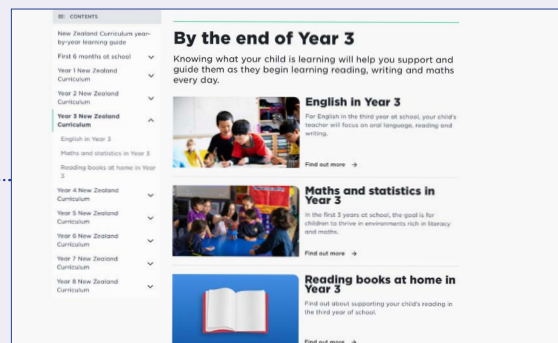 CONTENTS
New Zealand Curriculum year-
by-year learning guide
First 6 months at school
Year 1 New Zealand
Curriculum
Year 2 New Zealand
Curriculum
Year 3 New Zealand
Curriculum
English in Year 3
Maths and statistics in Year 3
Reading books at home in Year
3
Year 4 New Zealand
Curriculum
Year 5 New Zealand
Curriculum
Year 6 New Zealand
Curriculum
Year 7 New Zealand
Curriculum
Year 8 New Zealand
Curriculum
By the end of Year 3
Knowing what your child is learning will help you support and
guide them as they begin learning reading, writing and maths
every day.
English in Year 3
For English in the third year at school, your child's
teacher will focus on oral language, reading and
writing.
Find out more
Maths and statistics in
Year 3
In the first 3 years at school, the goal is for
children to thrive in environments rich in literacy
and maths.
Find out more
Reading books at home in
Year 3
Find out about supporting your child's reading in
the third year of school.
Find out more